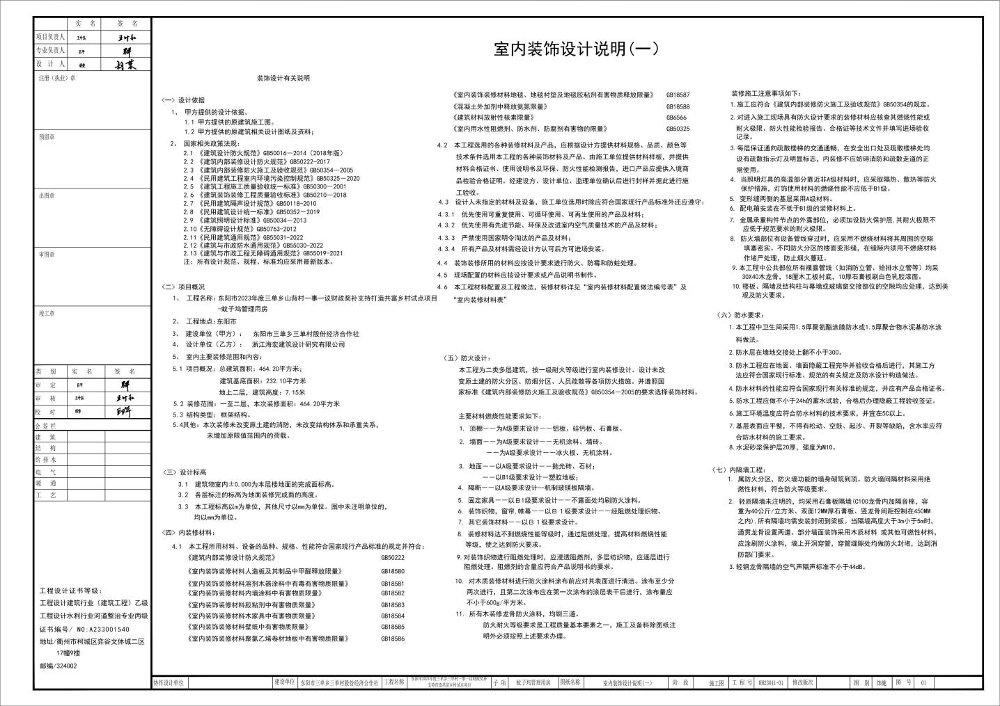 实 名 签 名
项目负责人
专业负责人
设 计 人
注册（执业）章
预留章
出图章
审图章
竣工章
类 别 实 名 签 名
审 定
审 核
校 对
会签栏
建 筑
结 构
给排水
电 气
暖 通
工 艺
工程设计证书等级：
工程设计建筑行业（建筑工程）乙级
工程设计水利行业河道整治专业丙级
证书编号/ NO:A233001540
地址/衢州市柯城区弈谷文体城二区
17幢9楼
邮编/324002
室内装饰设计说明(一)
装饰设计有关说明
<一> 设计依据
1、 甲方提供的设计依据。
1.1 甲方提供的原建筑施工图。
1.2 甲方提供的原建筑相关设计图纸及资料；
2、 国家相关政策法规：
2.1 《建筑设计防火规范》GB50016－2014（2018年版）
2.2 《建筑内部装修设计防火规范》GB50222-2017
2.3 《建筑内部装修防火施工及验收规范》GB50354－2005
2.4 《民用建筑工程室内环境污染控制规范》GB50325－2020
2.5 《建筑工程施工质量验收统一标准》GB50300－2001
2.6 《建筑装饰装修工程质量验收标准》GB50210－2018
2.7 《民用建筑隔声设计规范》GB50118-2010
2.8 《民用建筑设计统一标准》GB50352－2019
2.9 《建筑照明设计标准》GB50034－2013
2.10《无障碍设计规范》GB50763-2012
2.11《民用建筑通用规范》GB55031-2022
2.12《建筑与市政防水通用规范》GB55030-2022
2.13《建筑与市政工程无障碍通用规范》GB55019-2021
注：所有设计规范、规程、标准均应采用最新版本。
<二> 项目概况
1、 工程名称：东阳市2023年度三单乡山背村一事一议财政奖补支持打造共富乡村试点项目
-蚊子坞管理用房
2、 工程地点：东阳市
3、 建设单位（甲方）： 东阳市三单乡三单村股份经济合作社
4、 设计单位（乙方）： 浙江海宏建筑设计研究有限公司
5、 室内主要装修范围和内容：
5.1 项目概况：总建筑面积：464.20平方米；
建筑基底面积：232.10平方米
地上二层，建筑高度：7.15米
5.2 装修范围：一至二层，本次装修面积：464.20平方米
5.3 结构类型：框架结构。
5.4其他：本次装修未改变原土建的消防，未改变结构体系和承重关系，
未增加原限值范围内的荷载。
<三> 设计标高
3.1 建筑物室内±0.000为本层楼地面的完成面标高。
3.2 各层标注的标高为地面装修完成面的高度。
3.3 本工程标高以m为单位，其他尺寸以mm为单位。图中未注明单位的，
均以mm为单位。
<四> 内装修材料：
4.1 本工程所用材料、设备的品种、规格、性能符合国家现行产品标准的规定并符合：
《建筑内部装修设计防火规范》 GB50222
《室内装饰装修材料人造板及其制品中甲醛释放限量》 GB18580
《室内装饰装修材料溶剂木器涂料中有毒有害物质限量》 GB18581
《室内装饰装修材料内墙涂料中有害物质限量》 GB18582
《室内装饰装修材料胶粘剂中有害物质限量》 GB18583
《室内装饰装修材料木家具中有害物质限量》 GB18584
《室内装饰装修材料壁纸中有害物质限量》 GB18585
《室内装饰装修材料聚氯乙烯卷材地板中有害物质限量》 GB18586
《室内装饰装修材料地毯、地毯衬垫及地毯胶粘剂有害物质释放限量》 GB18587
《混凝土外加剂中释放氨氮限量》 GB18588
《建筑材料放射性核素限量》 GB6566
《室内用水性阻燃剂、防水剂、防腐剂有害物的限量》 GB50325
4.2 本工程选用的各种装修材料及产品，应根据设计方提供材料规格、品质、颜色等
技术条件选用本工程的各种装饰材料及产品。由施工单位提供材料样板，并提供
材料合格证书、使用说明书及环保、防火性能检测报告，进口产品应提供入境商
品检验合格证明。经建设方、设计单位、监理单位确认后进行封样并据此进行施
工验收。
4.3 设计人未指定的材料及设备，施工单位选用时除应符合国家现行产品标准外还应遵守：
4.3.1 优先使用可重复使用、可循环使用、可再生使用的产品及材料；
4.3.2 优先使用有先进节能、环保及改进室内空气质量技术的产品及材料；
4.3.3 严禁使用国家明令淘汰的产品及材料；
4.3.4 所有产品及材料需经设计方认可后方可进场安装。
4.4 装饰装修所用的材料应按设计要求进行防火、防霉和防蛀处理。
4.5 现场配置的材料应按设计要求或产品说明书制作。
4.6 本工程材料配置及工程做法，装修材料详见“室内装修材料配置做法编号表”及
“室内装修材料表”
（五）防火设计：
本工程为二类多层建筑，按一级耐火等级进行室内装修设计。设计未改
变原土建的防火分区、防烟分区、人员疏散等各项防火措施。并遵照国
家标准《建筑内部装修防火施工及验收规范》GB50354－2005的要求选择装饰材料。
主要材料燃烧性能要求如下：
1. 顶棚－－为A级要求设计－－铝板、硅钙板、石膏板。
2. 墙面－－为A级要求设计－－无机涂料、墙砖。
－－为A级要求设计－－冰火板、无机涂料。
3. 地面－－以A级要求设计－－抛光砖、石材；
－－以B1级要求设计－塑胶地板；
4. 隔断－－以A级要求设计--机制玻镁板隔墙。
5. 固定家具－－以Ｂ1级要求设计－－不露面处均刷防火涂料。
6. 装饰织物，窗帘.帷幕－－以Ｂ１级要求设计－－经阻燃处理织物。
7. 其它装饰材料－－以Ｂ１级要求设计。
8. 装修材料达不到燃烧性能等级时，通过阻燃处理，提高材料燃烧性能
等级，使之达到防火要求。
9. 对装饰织物进行阻燃处理时，应浸透阻燃剂，多层纺织物，应逐层进行
阻燃处理。阻燃剂的含量应符合产品说明书的要求。
10. 对木质装修材料进行防火涂料涂布前应对其表面进行清洁。涂布至少分
两次进行，且第二次涂布应在第一次涂布的涂层表干后进行，涂布量应
不小于600g/平方米。
11. 所有木装修龙骨防火涂料，均刷三道。
防火耐火等级要求是工程质量基本要素之一，施工及备料除图纸注
明外必须按照上述要求办理。
装修施工注意事项如下：
1.施工应符合《建筑内部装修防火施工及验收规范》GB50354的规定。
2.对进入施工现场具有防火设计要求的装修材料应核查其燃烧性能或
耐火极限、防火性能检验报告、合格证等技术文件并填写进场验收
记录。
3.每层保证通向疏散楼梯的交通通畅，在安全出口处及疏散楼梯处均
设有疏散指示灯及明显标志，内装修不应妨碍消防和疏散走道的正
常使用。
4. 当照明灯具的高温部分靠近非A级材料时，应采取隔热、散热等防火
保护措施，灯饰使用材料的燃烧性能不应低于B1级。
5. 变形缝两侧的基层采用A级材料。
6. 配电箱安装在不低于B1级的装修材料上。
7. 金属承重构件节点的外露部位，必须加设防火保护层.其耐火极限不
应低于规范要求的耐火极限。
8. 防火墙部位有设备管线穿过时，应采用不燃烧材料将其周围的空隙
填塞密实。不同防火分区的楼面变形缝，在缝隙内须用不燃烧材料
作堵严处理，防止烟火蔓延。
9.本工程中公共部位所有裸露管线（如消防立管、给排水立管等）均采
30X40木龙骨，18厘木工板衬底，10厚石膏板刷白色乳胶漆面。
10.楼板、隔墙及结构柱与幕墙或玻璃窗交接部位的空隙均应处理，达到美
观及防火要求。
（六）防水要求：
1.本工程中卫生间采用1.5厚聚氨酯涂膜防水或1.5厚聚合物水泥基防水涂
料做法。
2.防水层在墙地交接处上翻不小于300。
3.防水工程应在地面、墙面隐蔽工程完毕并验收合格后进行，其施工方
法应符合国家现行标准、规范的有关规定及防水设计构造做法。
4.防水材料的性能应符合国家现行有关标准的规定，并应有产品合格证书。
5.防水工程应做不小于24h的蓄水试验，合格后办理隐蔽工程验收签证。
6.施工环境温度应符合防水材料的技术要求，并宜在5C以上。
7.基层表面应平整，不得有松动、空鼓、起沙、开裂等缺陷，含水率应符
合防水材料的施工要求。
8.水泥砂浆保护层20厚，强度为M10。
（七）内隔墙工程：
1. 属防火分区，防火墙功能的墙身砌筑到顶。防火墙间隔材料采用绝
燃性材料，符合防火等级要求。
2. 轻质隔墙未注明的，均采用石膏板隔墙(C100龙骨内加隔音棉，容
重为40公斤/立方米、双面12MM厚石膏板、竖龙骨间距控制在450MM
之内),所有隔墙均需安装封闭到梁板。当隔墙高度大于3m小于5m时，
通贯龙骨设置两道。部分墙面装饰采用木质材料 或其他可燃性材料，
应涂刷防火涂料，墙上开洞穿管，穿管缝隙处均做防火封堵，达到消
防部门要求。
3.轻钢龙骨隔墙的空气声隔声标准不小于44dB。
协作设计单位 建设单位 东阳市三单乡三单村股份经济合作社 工程名称 东阳市2023年度三单乡三单村一事一议财政奖补
支持打造共富乡村试点项目 子 项 蚊子坞管理用房 图纸名称 室内装饰设计说明(一) 阶 段 施工图 工 程 号 HH23011-01 修改版次 图 别 饰施 图 号 01